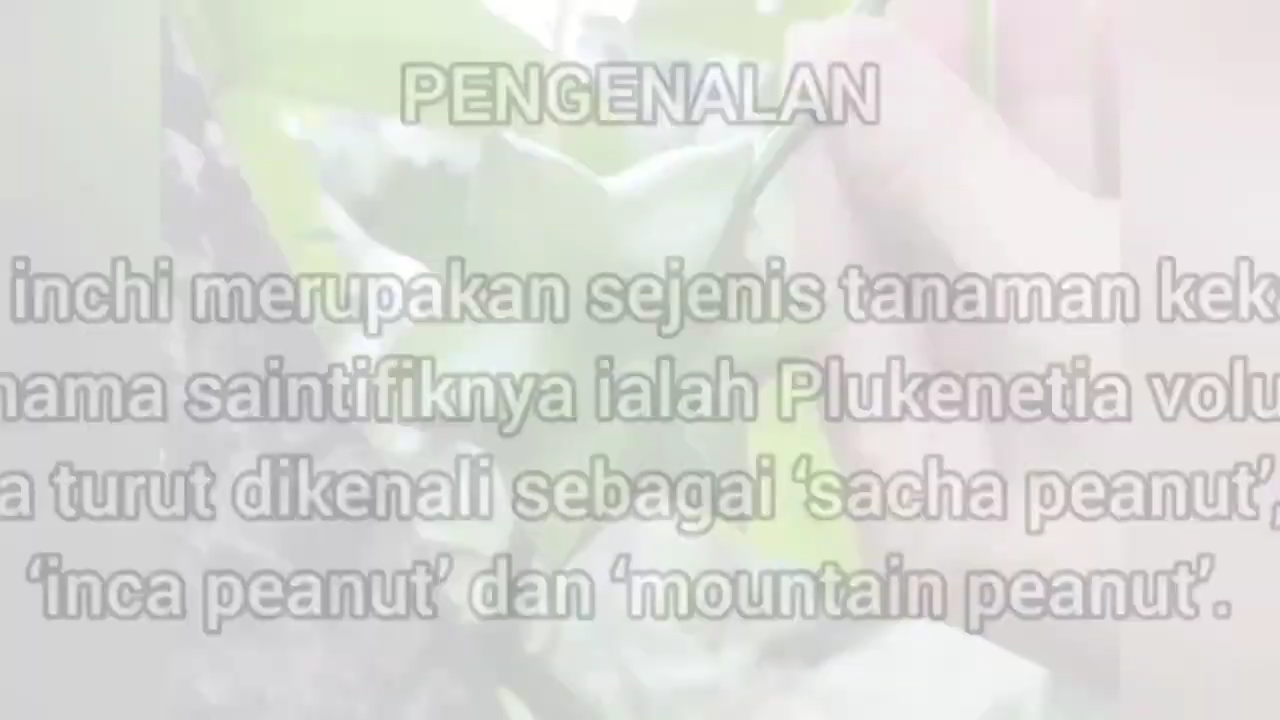 PENGENALAN
inchi merupakan sejenis tanaman kek
nama saintifiknya ialah Plukenetia volu
a turut dikenali sebagai ‘sacha peanut’,
‘inca peanut’ dan ‘mountain peanut’.